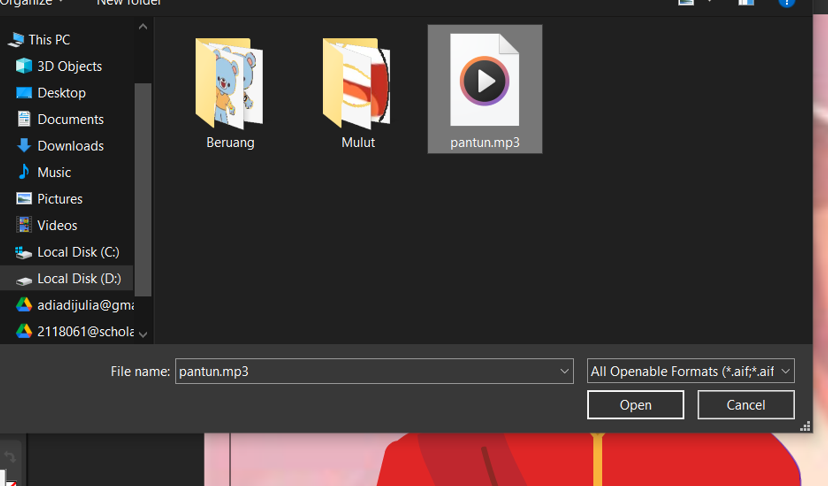 Organize
New folder
This PC
3D Objects
Desktop
Documents
Downloads
Music
Pictures
Videos
Local Disk (C:)
Local Disk (D:)
adiadijulia@gma
2118061@schola
Beruang
Mulut
pantun.mp3
File name:
pantun.mp3
All Openable Formats (*.aif;*.aif
Open
Cancel